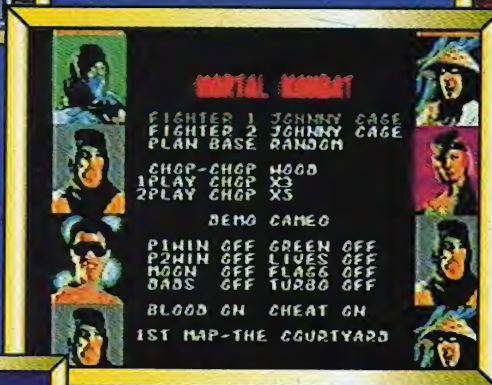 MORTAL KOMBAT
FIGHTER 1 JOHNNY CAGE
FIGHTER 2 JOHNNY CAGE
PLAN BASE RANDOM
CHOP-CHOP WOOD
1PLAY CHOP X3
2PLAY CHOP X5
DEMO CAMEO
P1WIN OFF GREEN OFF
P2WIN OFF LIVES OFF
MOON OFF FLAGG OFF
DADS OFF TURBO OFF
BLOOD ON CHEAT ON
1ST MAP-THE COURTYARD